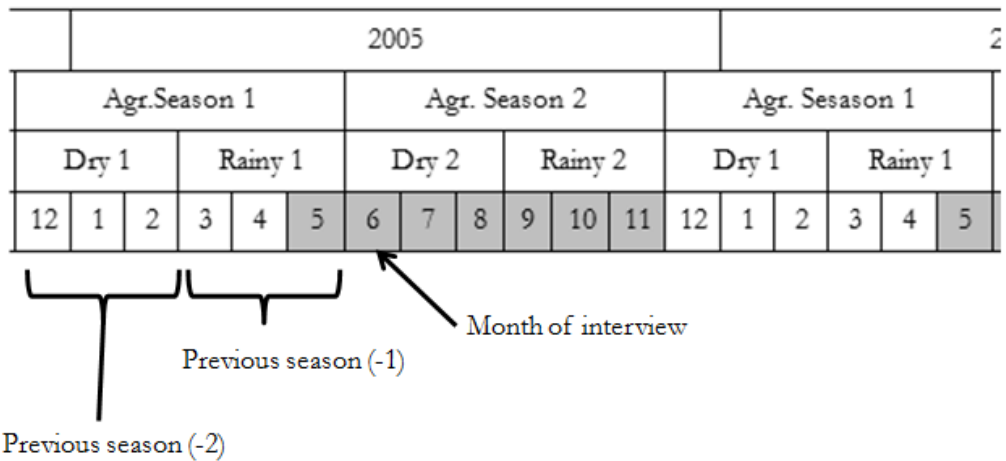 2005 2
Agr.Season 1 Agr. Season 2 Agr. Sesason 1
Dry 1 Rainy 1 Dry 2 Rainy 2 Dry 1 Rainy 1
12 1 2 3 4 5 6 7 8 9 10 11 12 1 2 3 4 5
Month of interview
Previous season (-1)
Previous season (-2)